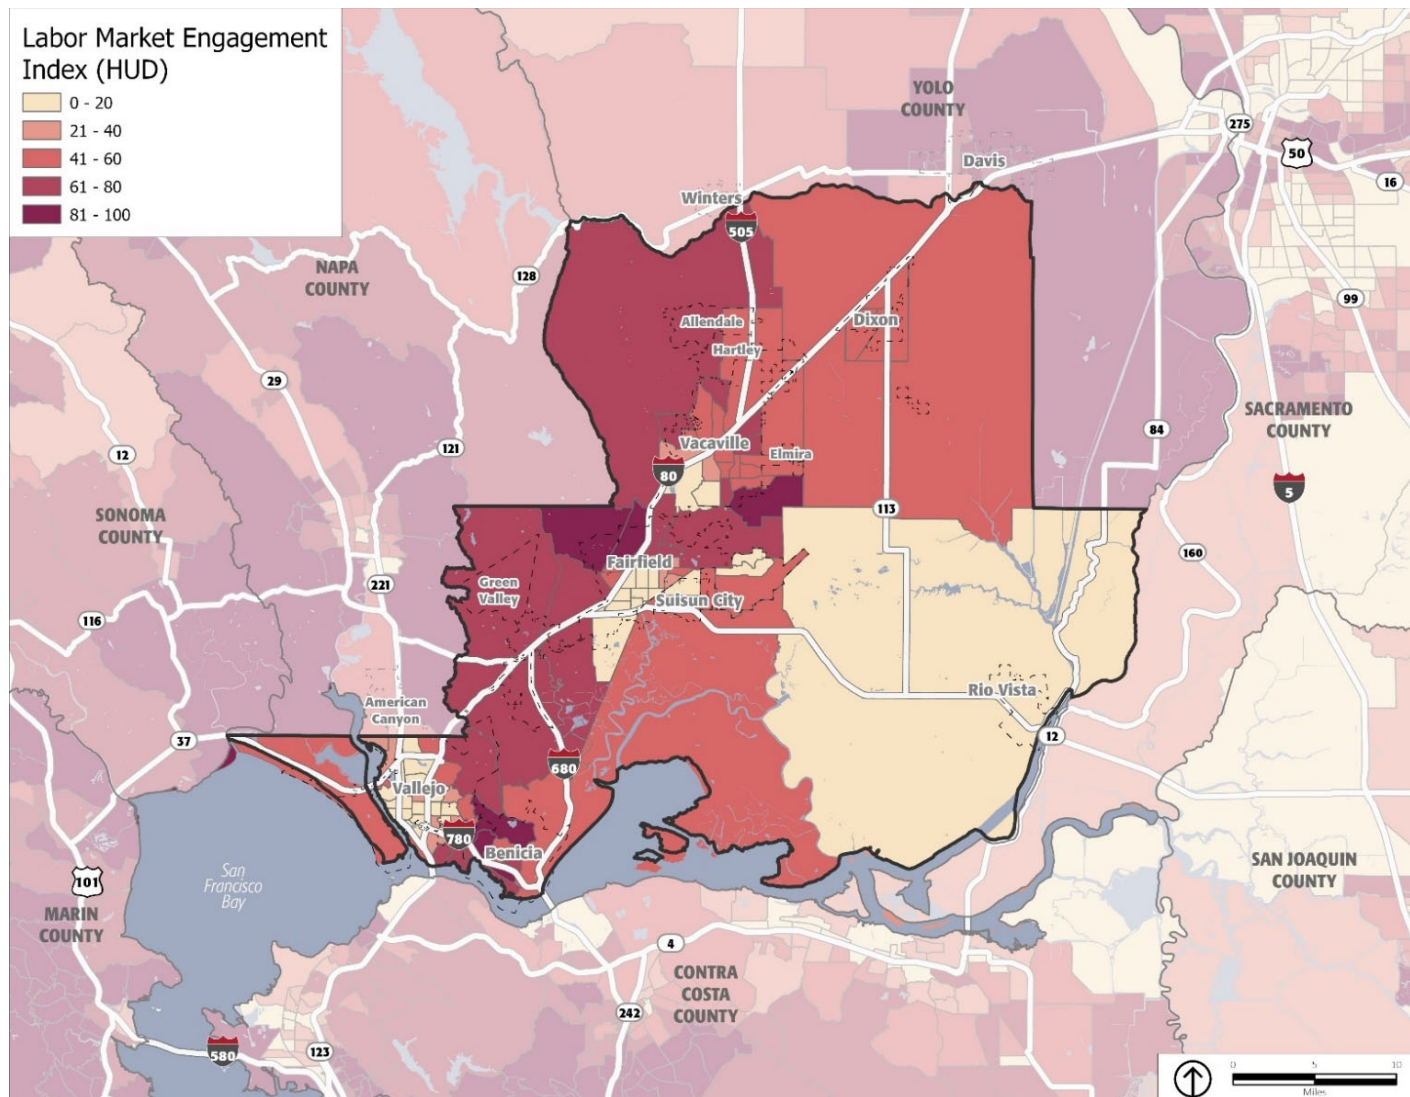 Labor Market Engagement
Index (HUD)
0 - 20
21 - 40
41 - 60
61 - 80
81 - 100
YOLO
COUNTY
275
50
Davis
16
Winters
505
NAPA
COUNTY
128
99
Allendale
Dixon
Hartley
29
SACRAMENTO
COUNTY
84
Vacaville
121
12
Elmira
80
5
SONOMA
COUNTY
113
160
Fairfield
Green
Valley
221
Suisun City
116
Rio Vista
American
Canyon
37
12
680
Vallejo
780
Benicia
San
Francisco
Bay
101
MARIN
COUNTY
SAN JOAQUIN
COUNTY
4
CONTRA
COSTA
COUNTY
242
580
123
0 5 10
Miles